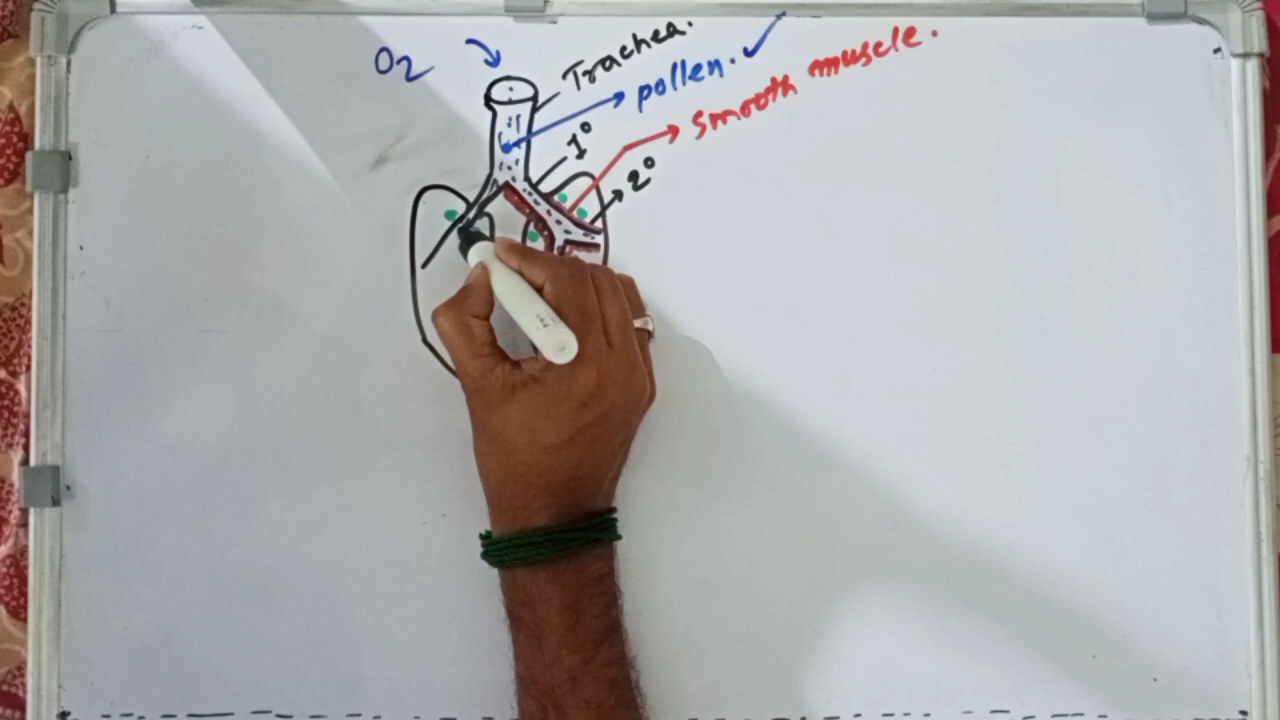 O2
Trachea.
pollen.
smooth muscle.
1°
2°